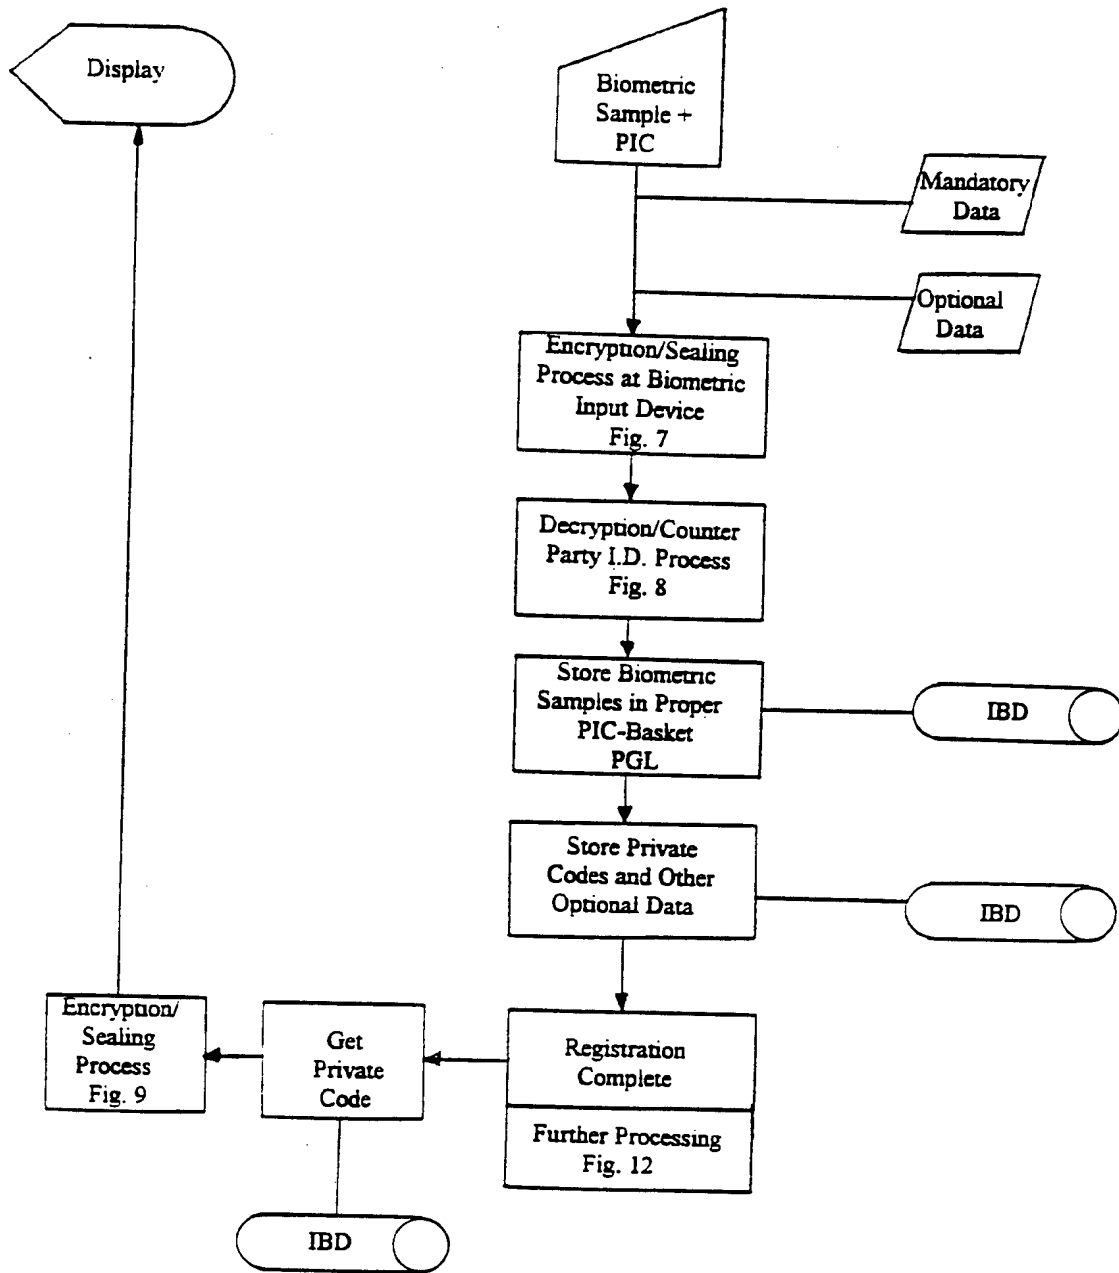 Display
Biometric
Sample +
PIC
Mandatory
Data
Optional
Data
Encryption/Sealing
Process at Biometric
Input Device
Fig. 7
Decryption/Counter
Party I.D. Process
Fig. 8
Store Biometric
Samples in Proper
PIC-Basket
PGL
IBD
Store Private
Codes and Other
Optional Data
IBD
Encryption/
Sealing
Process
Fig. 9
Get
Private
Code
Registration
Complete
Further Processing
Fig. 12
IBD